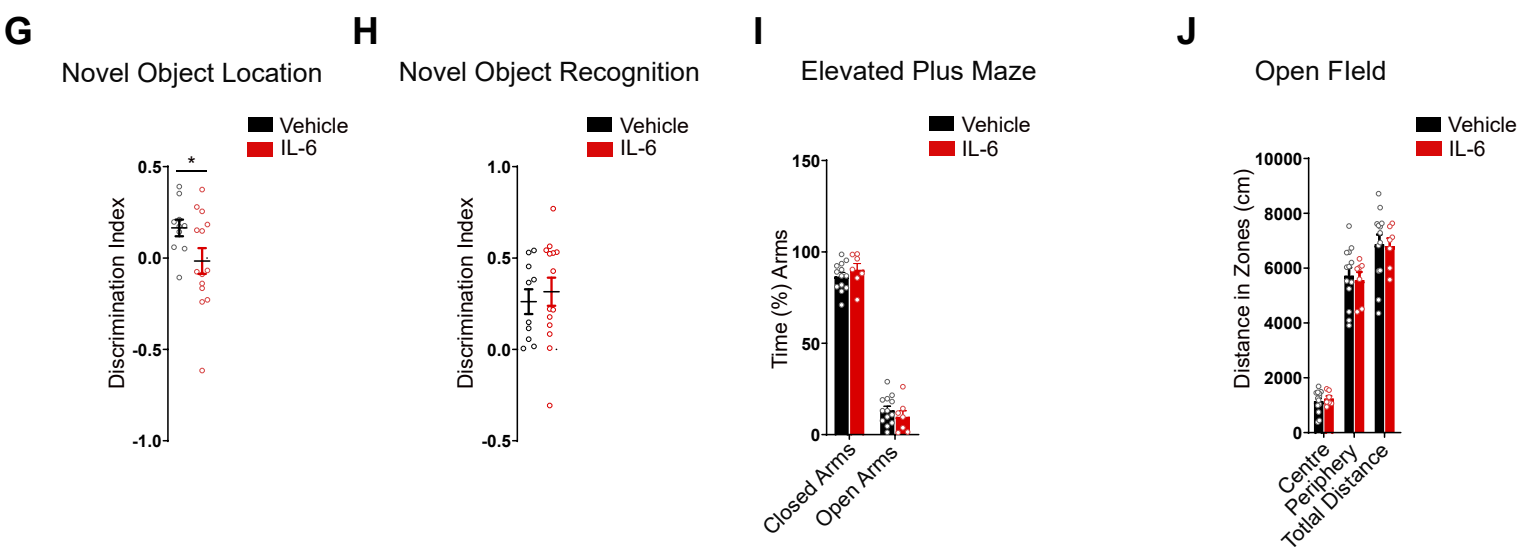 G
Novel Object Location
Vehicle
IL-6
*
Discrimination Index
0.5
0.0
-0.5
-1.0
H
Novel Object Recognition
Vehicle
IL-6
Discrimination Index
1.0
0.5
0.0
-0.5
I
Elevated Plus Maze
Vehicle
IL-6
Time (%) Arms
150
100
50
0
Closed Arms
Open Arms
J
Open FIeld
Vehicle
IL-6
Distance in Zones (cm)
10000
8000
6000
4000
2000
0
Centre
Periphery
Totlal Distance